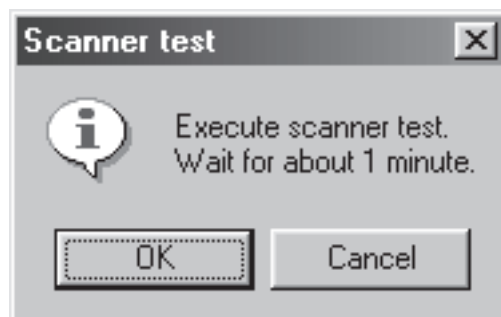 Scanner test
Execute scanner test.
Wait for about 1 minute.
OK
Cancel